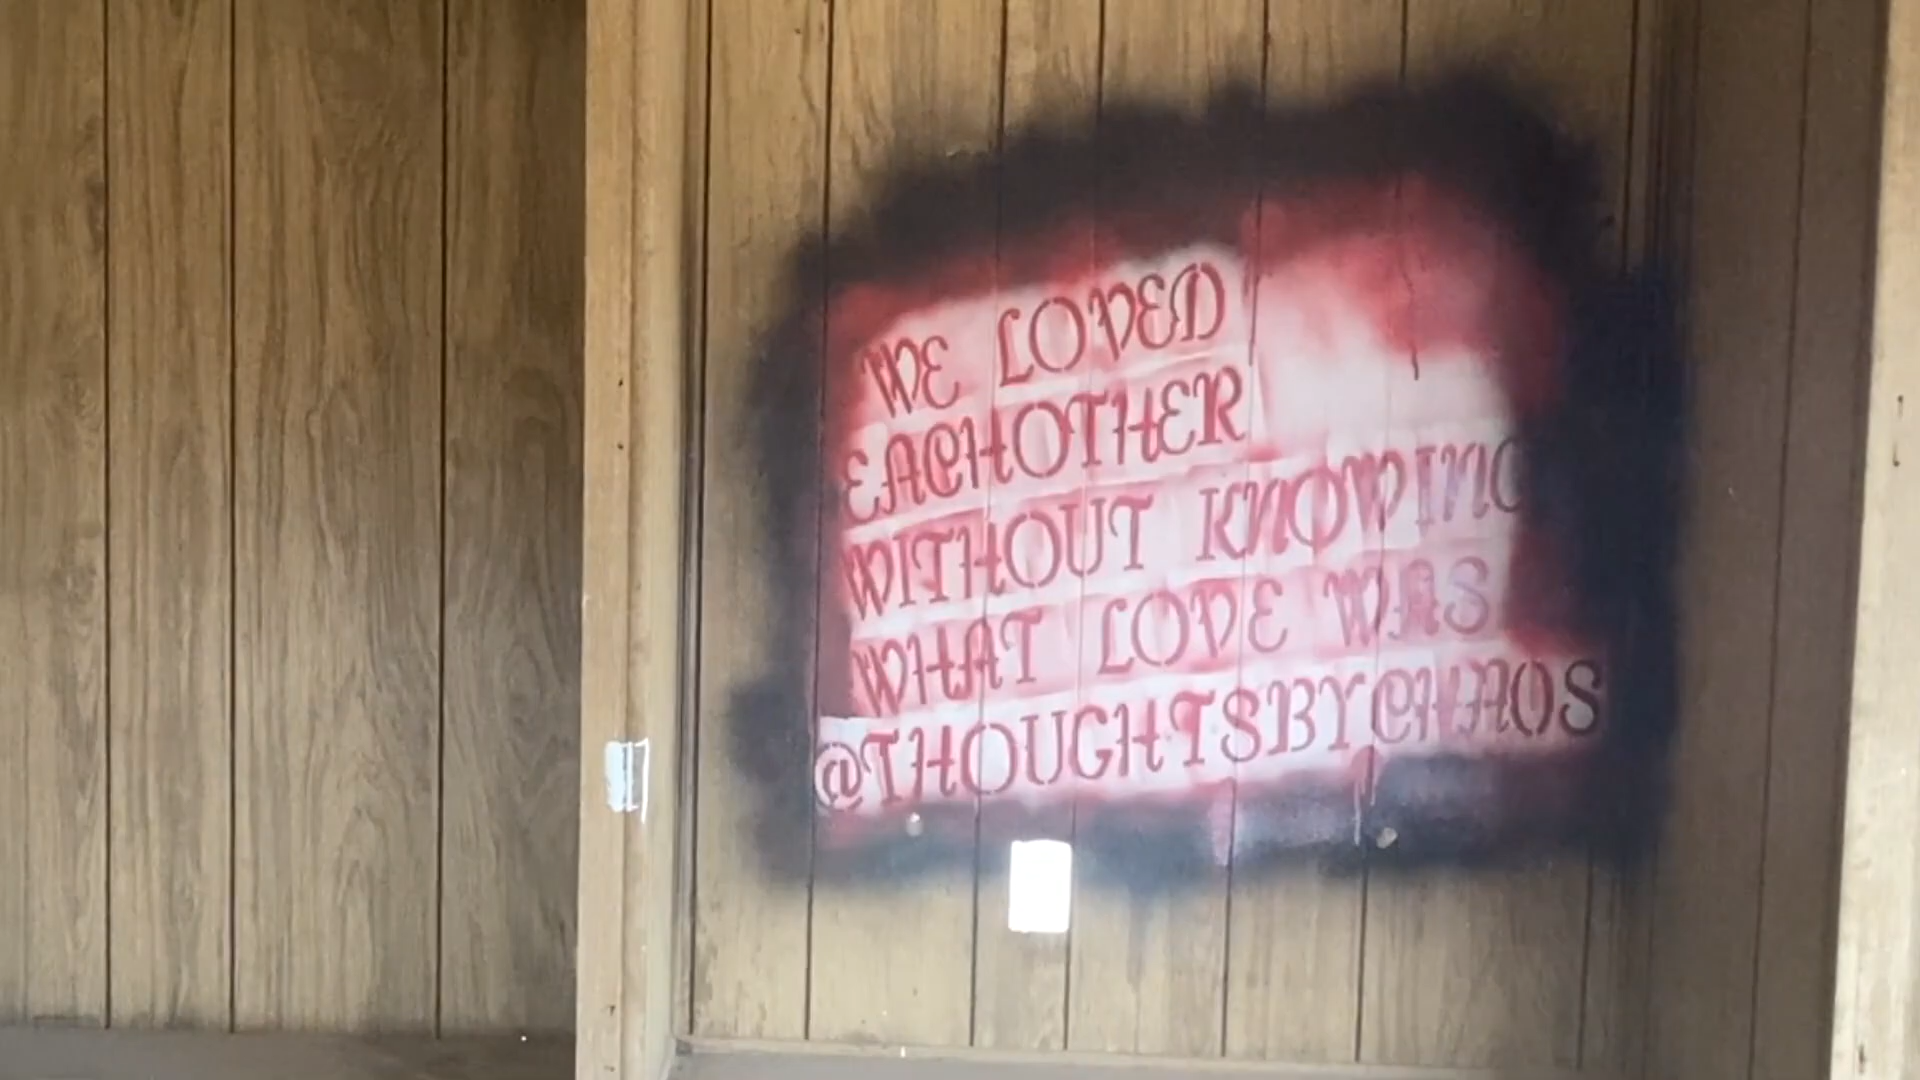 WE LOVED
EACHOTHER
WITHOUT KNOWING
WHAT LOVE WAS
@THOUGHTSBYCHAOS